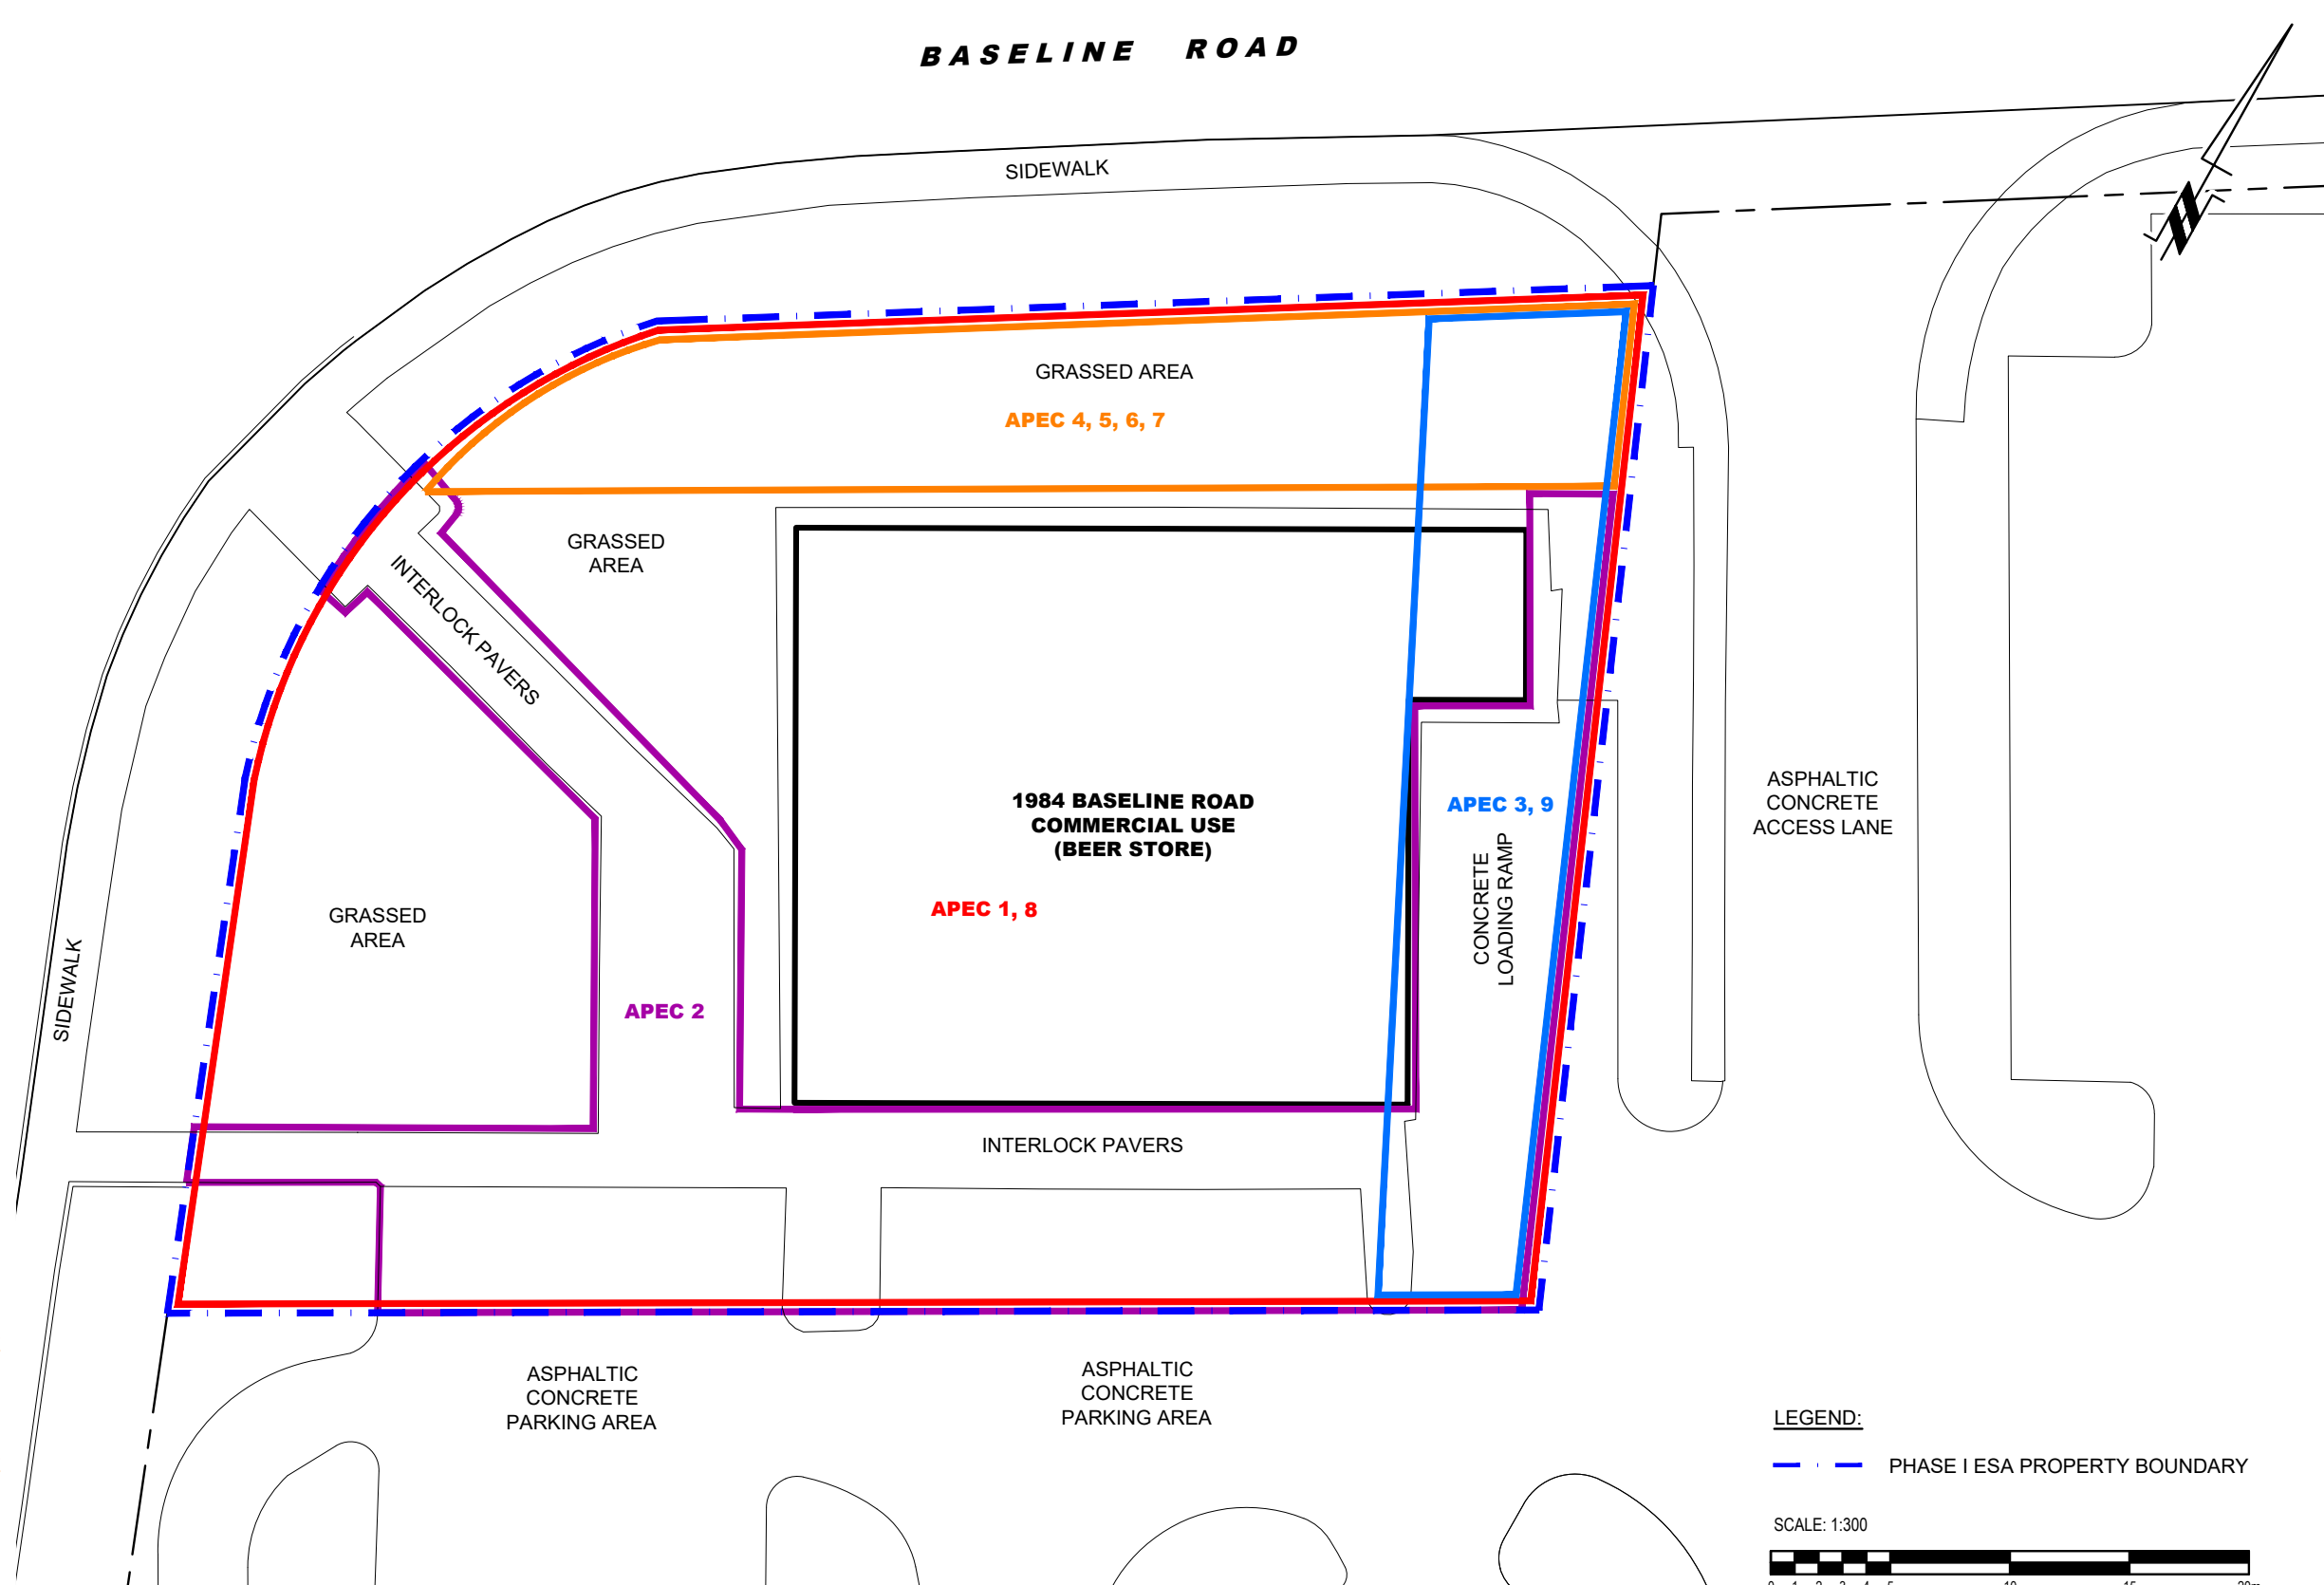 BASELINE ROAD
SIDEWALK
GRASSED AREA
APEC 4, 5, 6, 7
GRASSED
AREA
INTERLOCK PAVERS
1984 BASELINE ROAD
COMMERCIAL USE
(BEER STORE)
APEC 3, 9
ASPHALTIC
CONCRETE
ACCESS LANE
CONCRETE
LOADING RAMP
APEC 1, 8
GRASSED
AREA
SIDEWALK
APEC 2
INTERLOCK PAVERS
ASPHALTIC
CONCRETE
PARKING AREA
ASPHALTIC
CONCRETE
PARKING AREA
LEGEND:
PHASE I ESA PROPERTY BOUNDARY
SCALE: 1:300